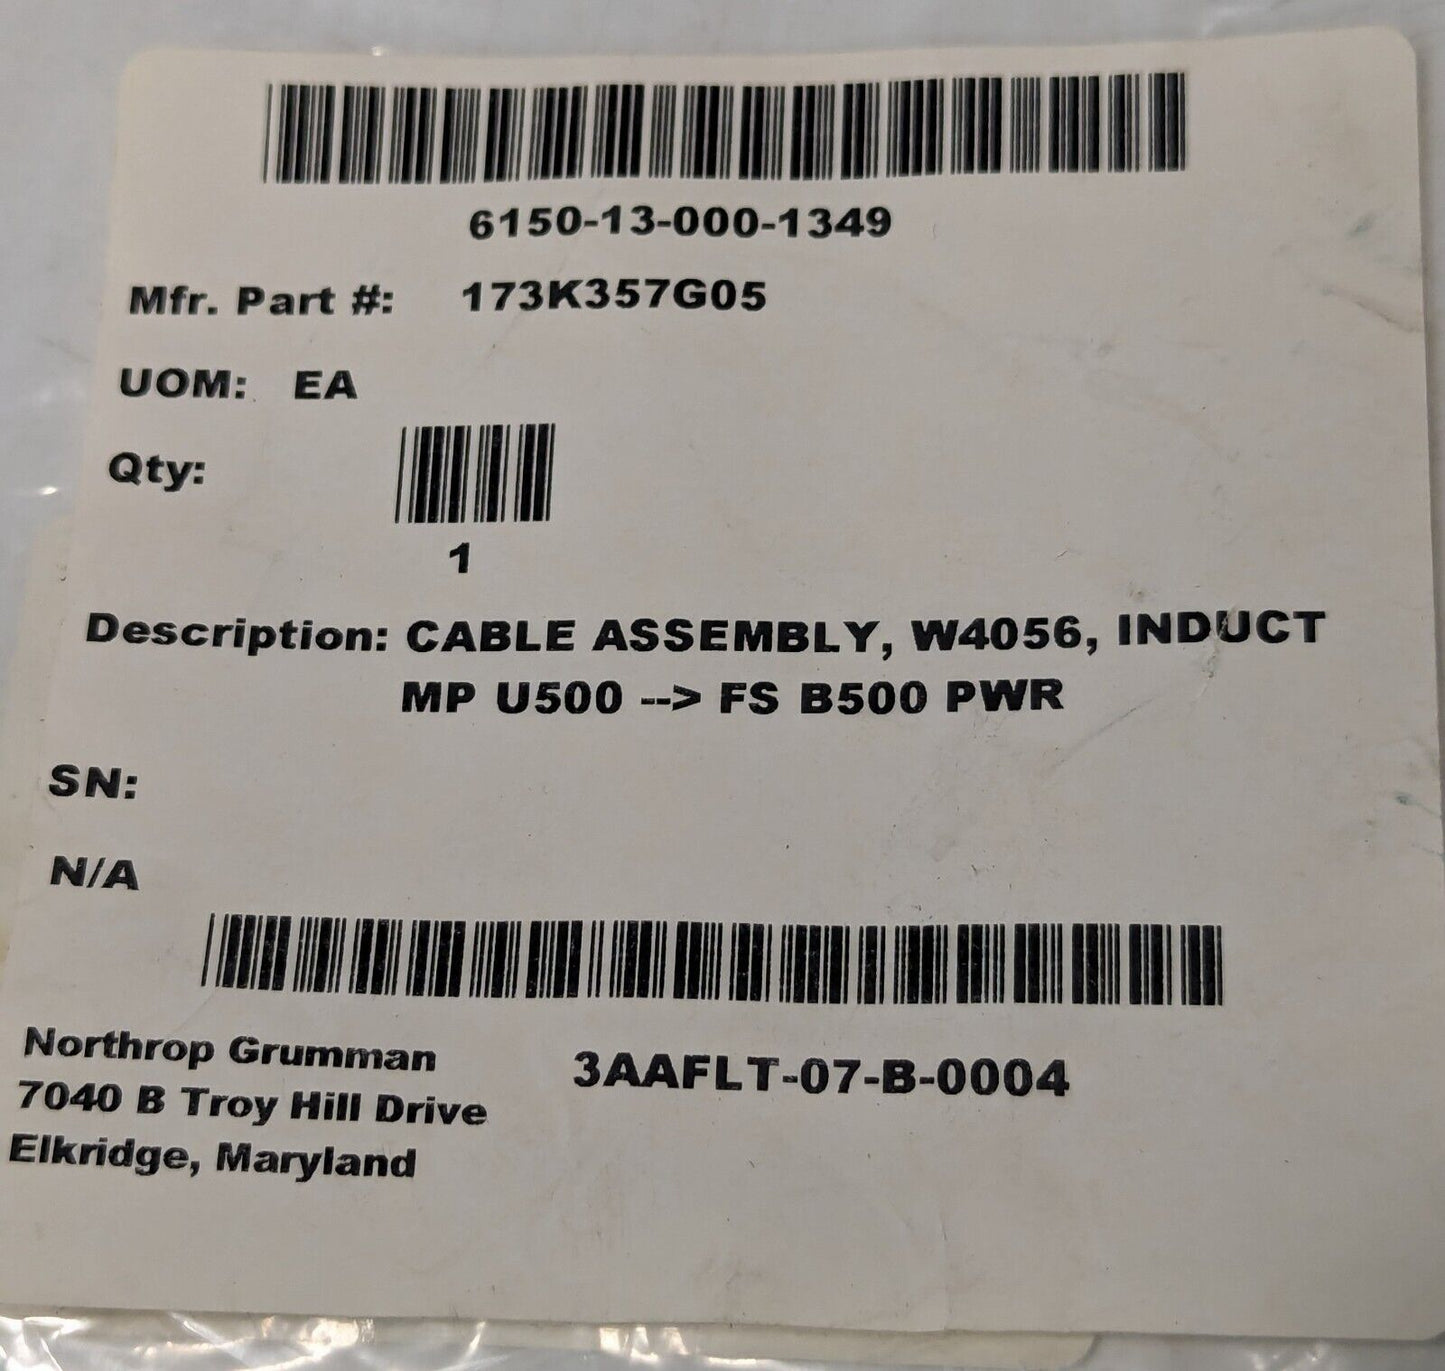 6150-13-000-1349
Mfr. Part #: 173K357G05
UOM: EA
Qty:
1
Description: CABLE ASSEMBLY, W4056, INDUCT
MP U500 --> FS B500 PWR
SN:
N/A
Northrop Grumman
7040 B Troy Hill Drive
Elkridge, Maryland
3AAFLT-07-B-0004